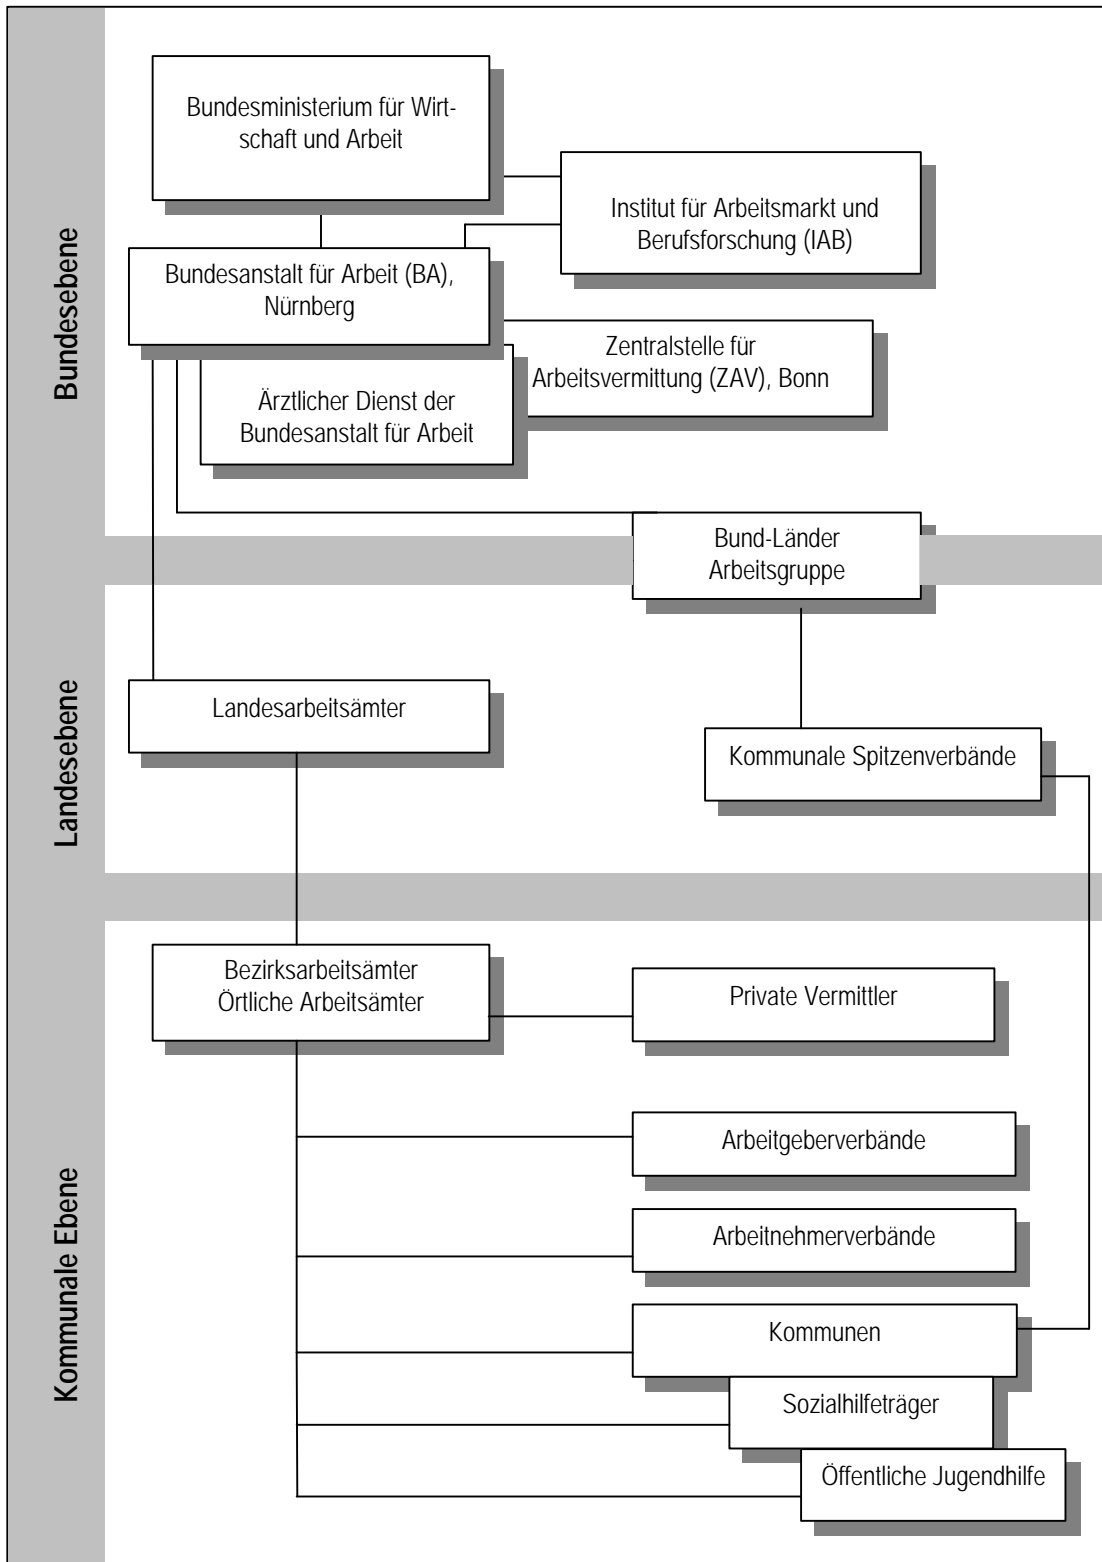 Bundesebene
Bundesministerium für Wirt-
schaft und Arbeit
Institut für Arbeitsmarkt und
Berufsforschung (IAB)
Bundesanstalt für Arbeit (BA),
Nürnberg
Zentralstelle für
Arbeitsvermittung (ZAV), Bonn
Ärztlicher Dienst der
Bundesanstalt für Arbeit
Bund-Länder
Arbeitsgruppe
Landesebene
Landesarbeitsämter
Kommunale Spitzenverbände
Kommunale Ebene
Bezirksarbeitsämter
Örtliche Arbeitsämter
Private Vermittler
Arbeitgeberverbände
Arbeitnehmerverbände
Kommunen
Sozialhilfeträger
Öffentliche Jugendhilfe